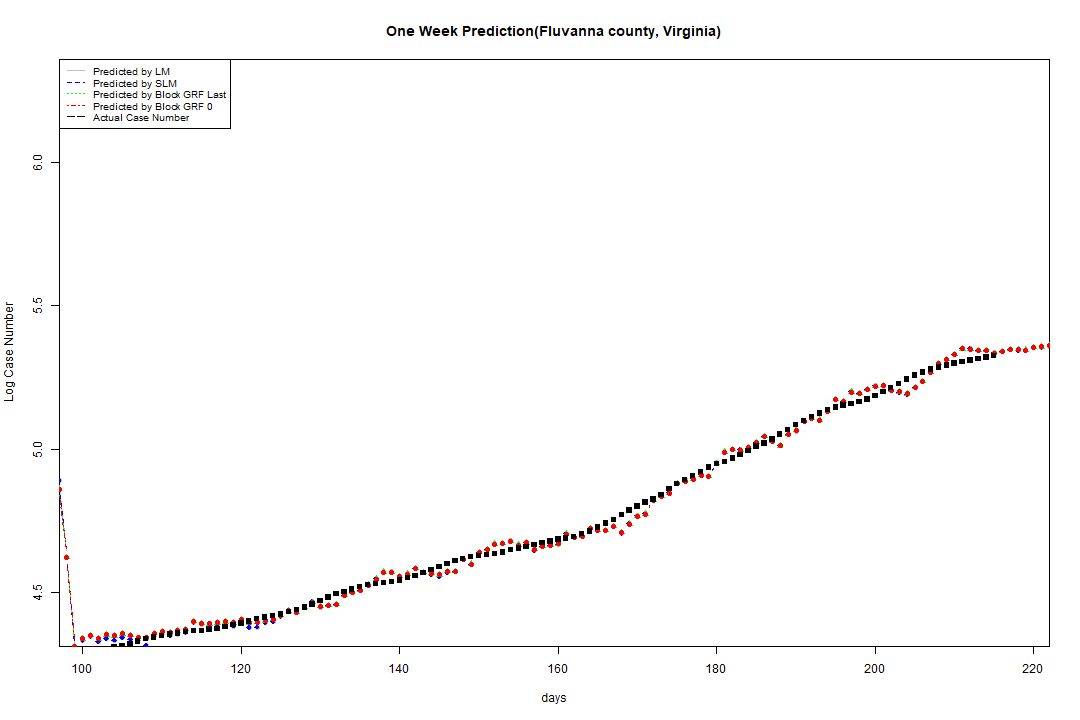 One Week Prediction(Fluvanna county, Virginia)
Predicted by LM
Predicted by SLM
Predicted by Block GRF Last
Predicted by Block GRF 0
Actual Case Number
Log Case Number
6.0
5.5
5.0
4.5
100 120 140 160 180 200 220
days